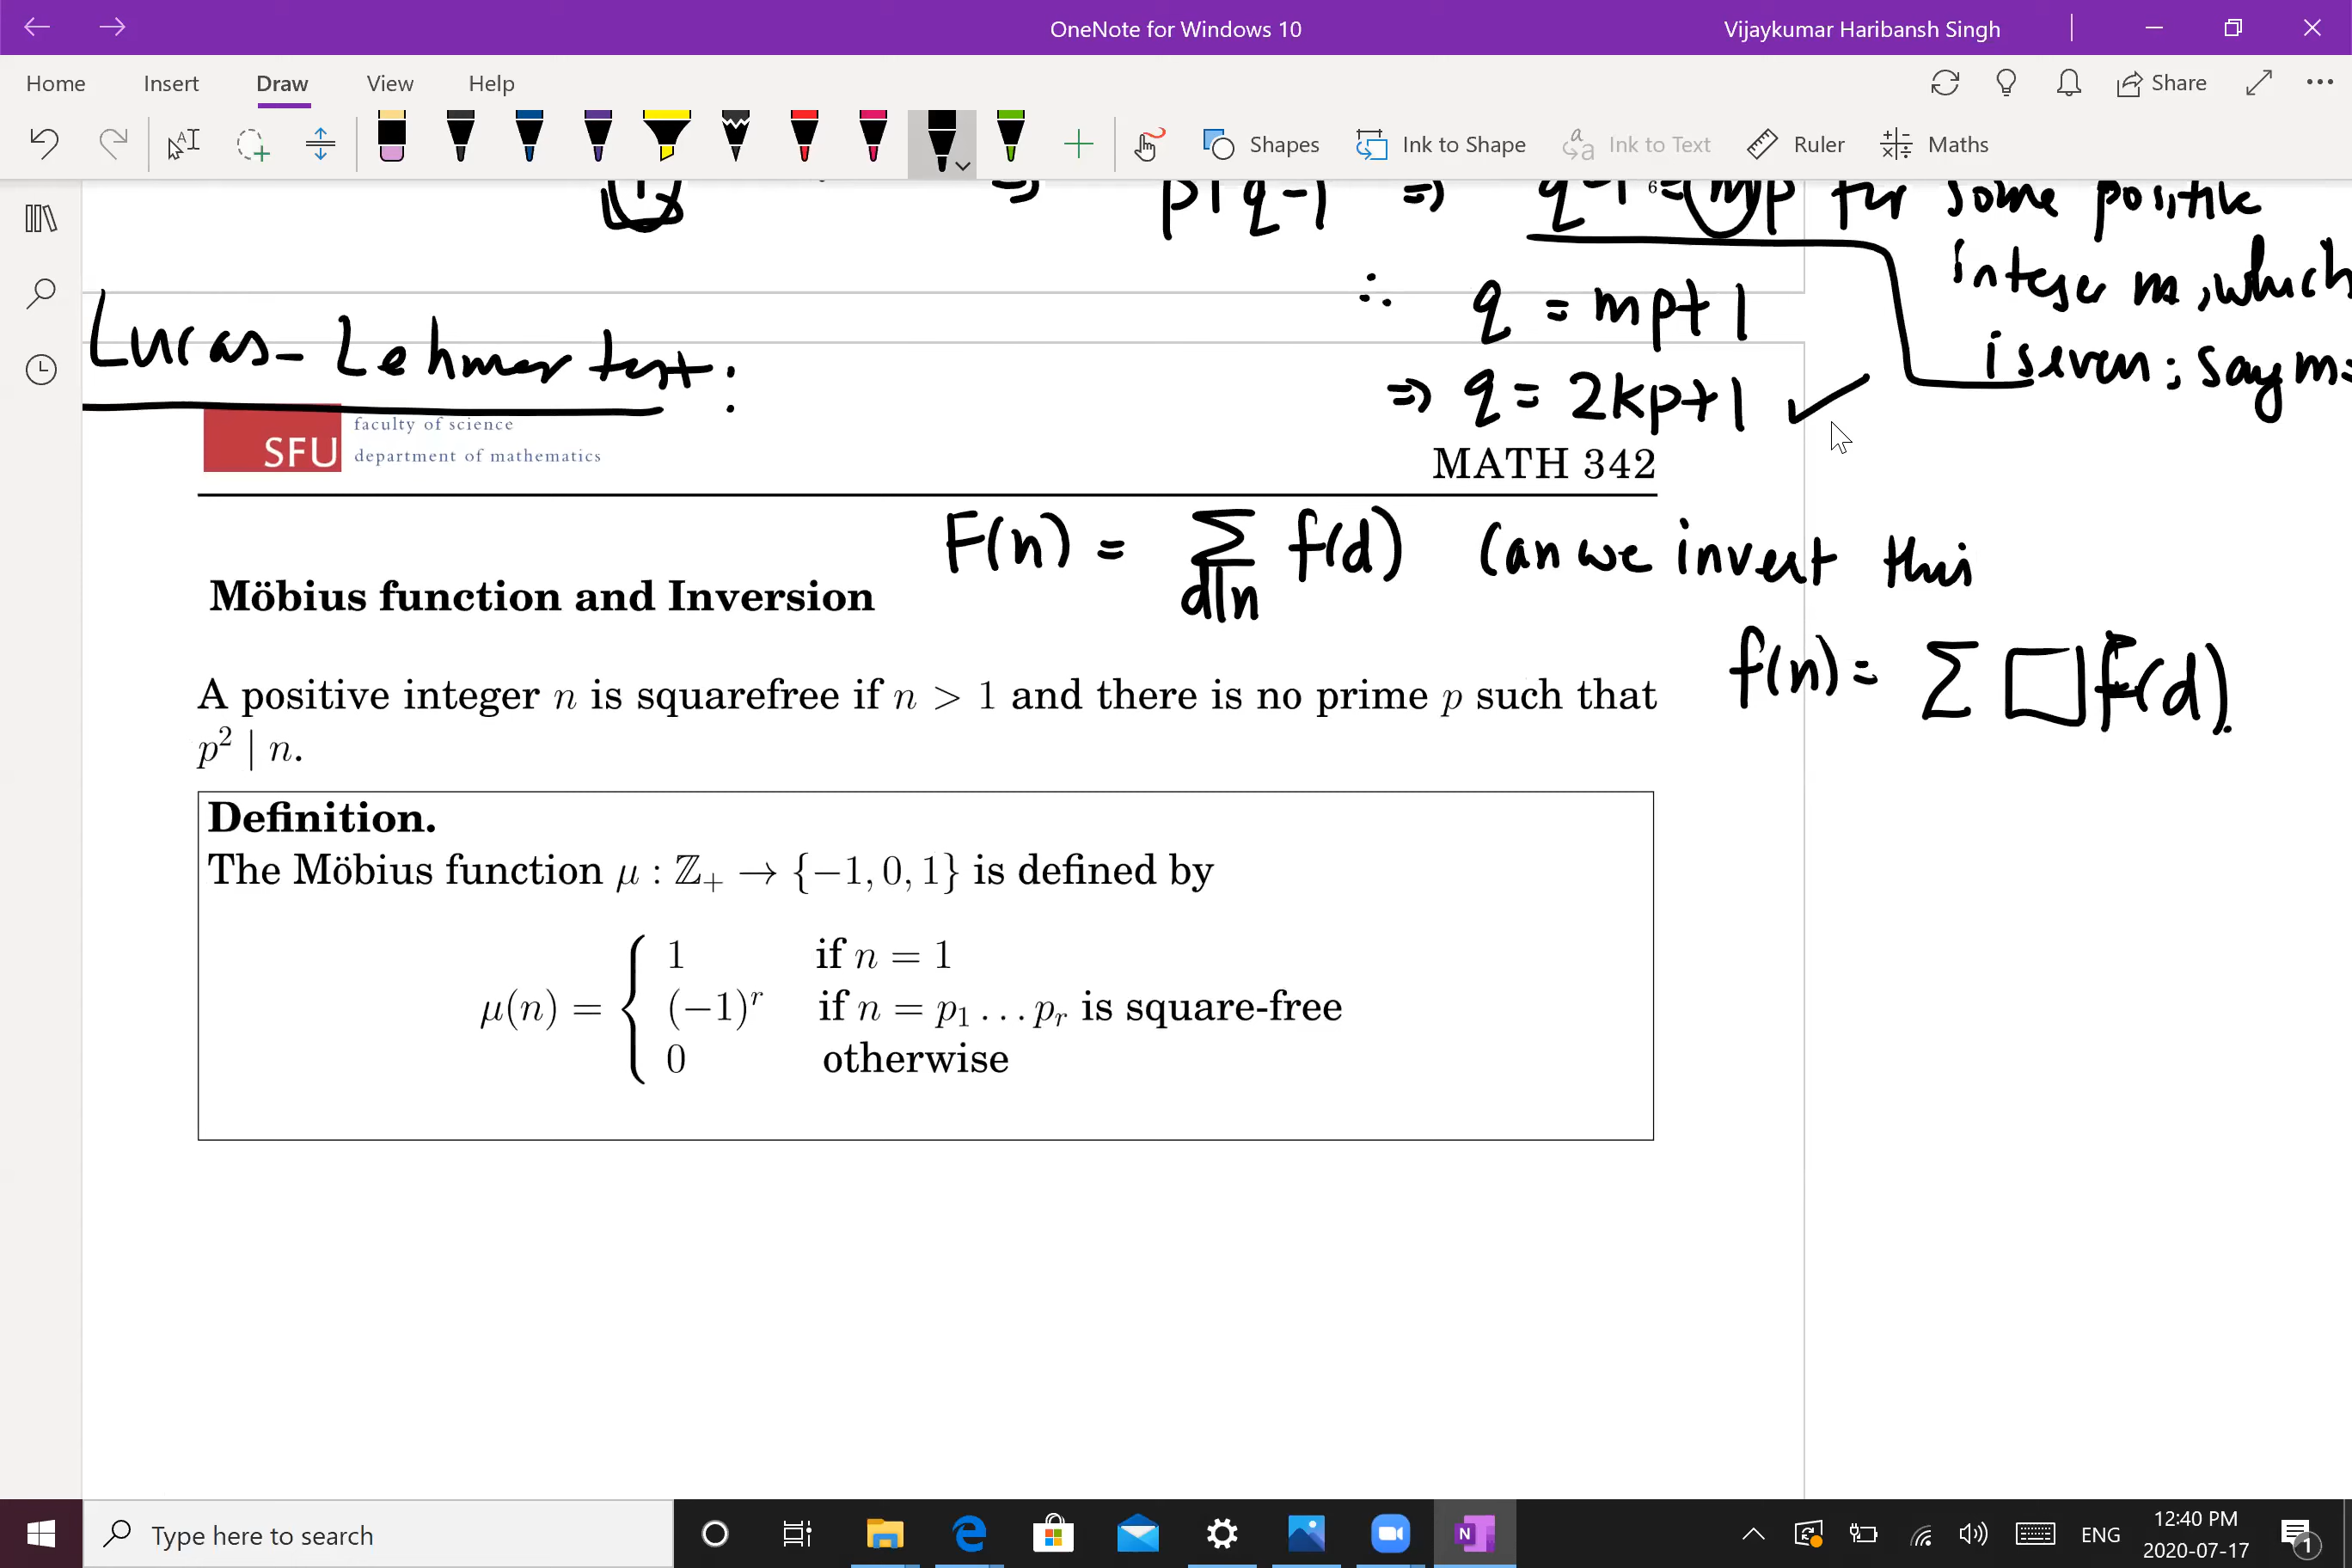 OneNote for Windows 10
Vijaykumar Haribansh Singh
Home Insert Draw View Help
Share
Shapes Ink to Shape Ink to Text Ruler Maths
⇒ p | q-1 ⇒ q-1 = mp for some positive
6
integer m, which
∴ q = mp+1
is even; say m
Lucas-Lehmer test:
⇒ q = 2kp+1 ✓
SFU
faculty of science
department of mathematics
MATH 342
F(n) = ∑ f(d) Can we invert this
d|n
Möbius function and Inversion
f(n) = ∑ □ F(d).
A positive integer n is squarefree if n > 1 and there is no prime p such that
p² | n.
Definition.
The Möbius function μ : ℤ₊ → {−1, 0, 1} is defined by
μ(n) = {
1 if n = 1
(−1)^r if n = p₁ … p_r is square-free
0 otherwise
Type here to search
ENG
12:40 PM
2020-07-17
1